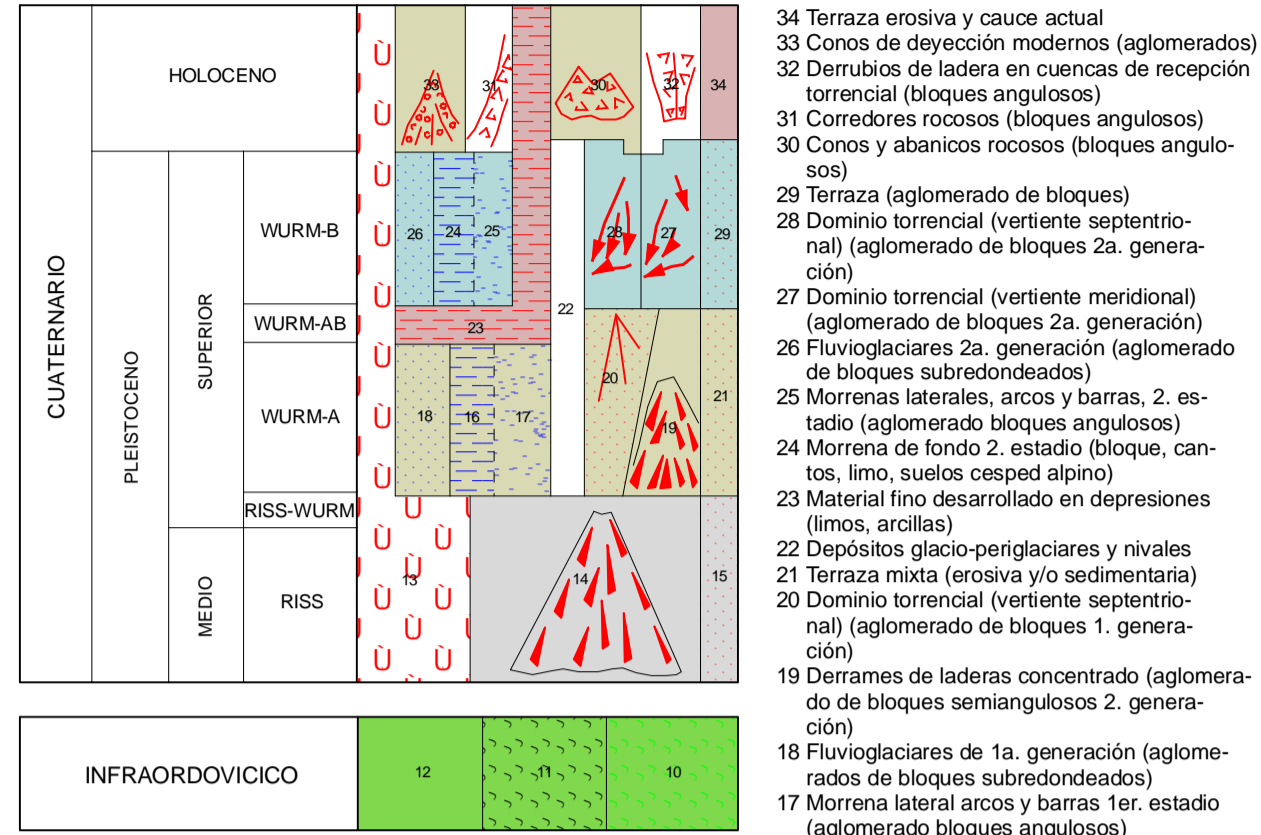 CUATERNARIO
HOLOCENO
PLEISTOCENO
SUPERIOR
WURM-B
WURM-AB
WURM-A
RISS-WURM
MEDIO
RISS
33
31
30
32
34
26
24
25
28
27
29
22
23
18
16
17
20
19
21
13
14
15
INFRAORDOVICICO
12
11
10
34 Terraza erosiva y cauce actual
33 Conos de deyección modernos (aglomerados)
32 Derrubios de ladera en cuencas de recepción
torrencial (bloques angulosos)
31 Corredores rocosos (bloques angulosos)
30 Conos y abanicos rocosos (bloques angulo-
sos)
29 Terraza (aglomerado de bloques)
28 Dominio torrencial (vertiente septentrio-
nal) (aglomerado de bloques 2a. genera-
ción)
27 Dominio torrencial (vertiente meridional)
(aglomerado de bloques 2a. generación)
26 Fluvioglaciares 2a. generación (aglomerado
de bloques subredondeados)
25 Morrenas laterales, arcos y barras, 2. es-
tadio (aglomerado bloques angulosos)
24 Morrena de fondo 2. estadio (bloque, can-
tos, limo, suelos cesped alpino)
23 Material fino desarrollado en depresiones
(limos, arcillas)
22 Depósitos glacio-periglaciares y nivales
21 Terraza mixta (erosiva y/o sedimentaria)
20 Dominio torrencial (vertiente septentrio-
nal) (aglomerado de bloques 1. genera-
ción)
19 Derrames de laderas concentrado (aglomera-
do de bloques semiangulosos 2. genera-
ción)
18 Fluvioglaciares de 1a. generación (aglome-
rados de bloques subredondeados)
17 Morrena lateral arcos y barras 1er. estadio
(aglomerado bloques angulosos)